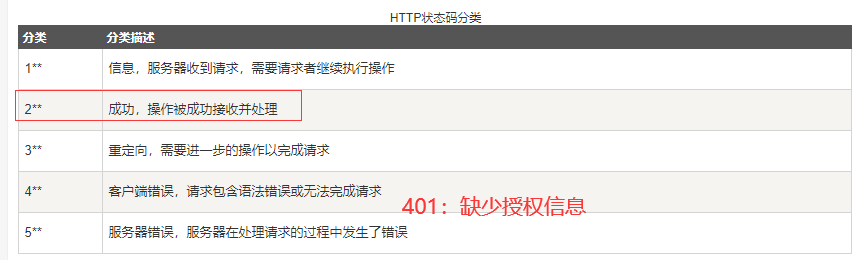 HTTP状态码分类
分类 分类描述
1** 信息，服务器收到请求，需要请求者继续执行操作
2** 成功，操作被成功接收并处理
3** 重定向，需要进一步的操作以完成请求
4** 客户端错误，请求包含语法错误或无法完成请求
401：缺少授权信息
5** 服务器错误，服务器在处理请求的过程中发生了错误